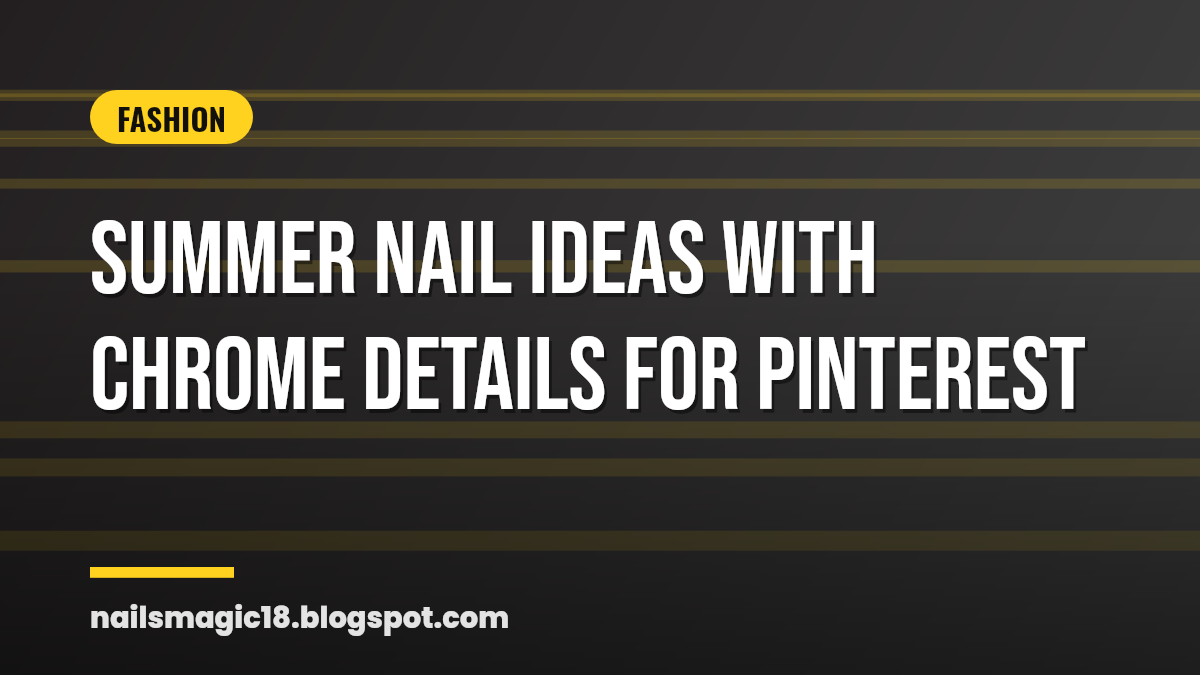 FASHION
SUMMER NAIL IDEAS WITH
CHROME DETAILS FOR PINTEREST
nailsmagic18.blogspot.com